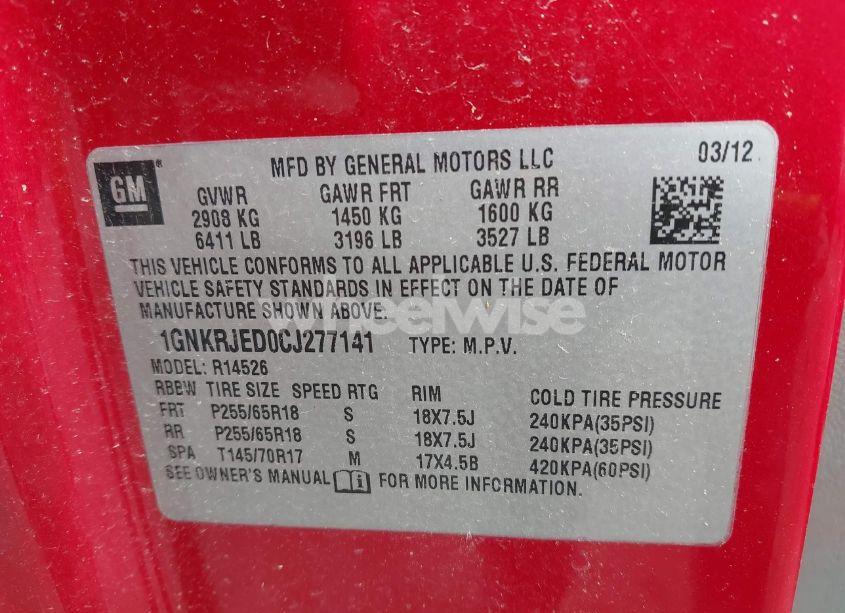 GM®
MFD BY GENERAL MOTORS LLC 03/12
GVWR GAWR FRT GAWR RR
2908 KG 1450 KG 1600 KG
6411 LB 3196 LB 3527 LB
THIS VEHICLE CONFORMS TO ALL APPLICABLE U.S. FEDERAL MOTOR
VEHICLE SAFETY STANDARDS IN EFFECT ON THE DATE OF
MANUFACTURE SHOWN ABOVE.
wheelwise
1GNKRJED0CJ277141 TYPE: M.P.V.
MODEL: R14526
RBBW TIRE SIZE SPEED RTG RIM COLD TIRE PRESSURE
FRT P255/65R18 S 18X7.5J 240KPA(35PSI)
RR P255/65R18 S 18X7.5J 240KPA(35PSI)
SPA T145/70R17 M 17X4.5B 420KPA(60PSI)
SEE OWNER'S MANUAL FOR MORE INFORMATION.